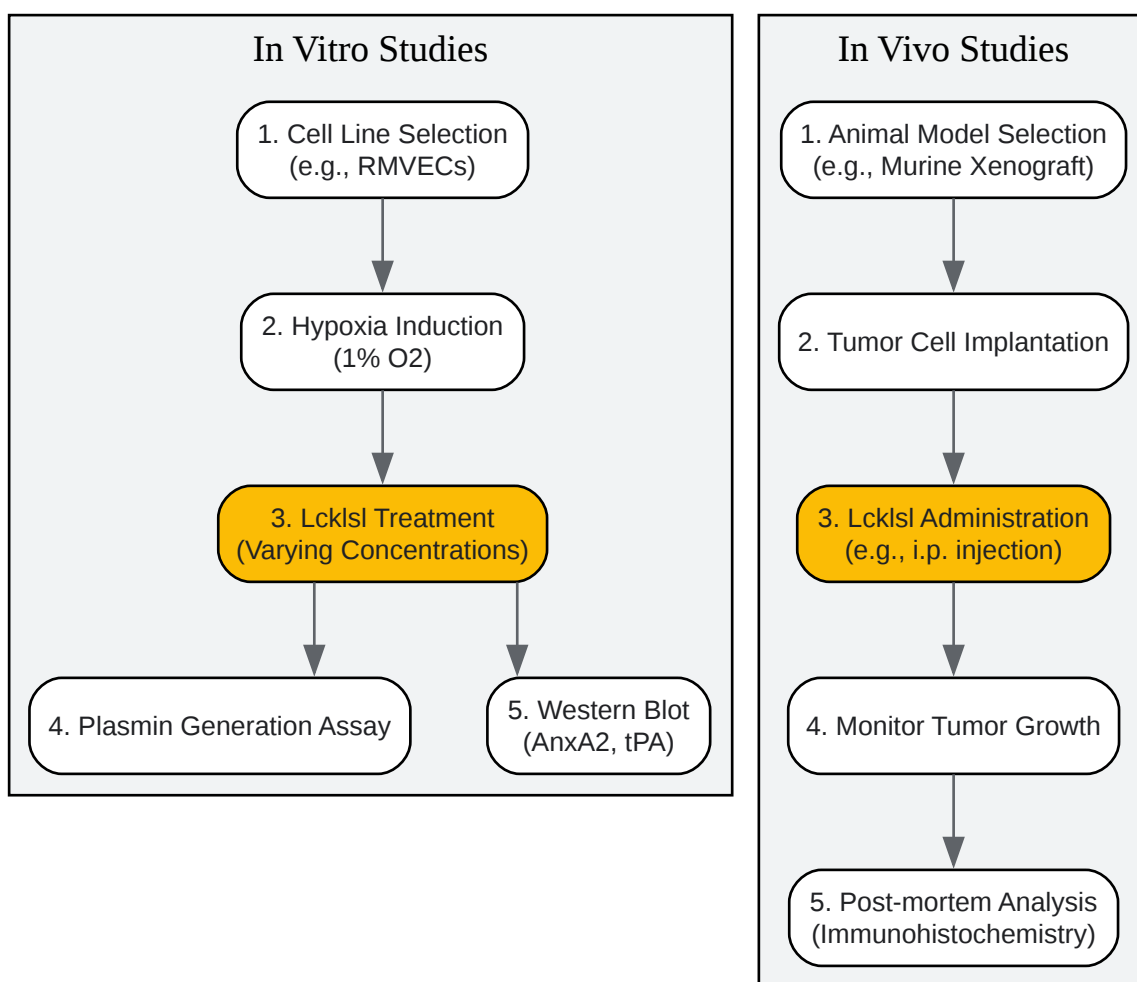 In Vitro Studies
1. Cell Line Selection
(e.g., RMVECs)
2. Hypoxia Induction
(1% O2)
3. Lcklsl Treatment
(Varying Concentrations)
4. Plasmin Generation Assay
5. Western Blot
(AnxA2, tPA)
In Vivo Studies
1. Animal Model Selection
(e.g., Murine Xenograft)
2. Tumor Cell Implantation
3. Lcklsl Administration
(e.g., i.p. injection)
4. Monitor Tumor Growth
5. Post-mortem Analysis
(Immunohistochemistry)